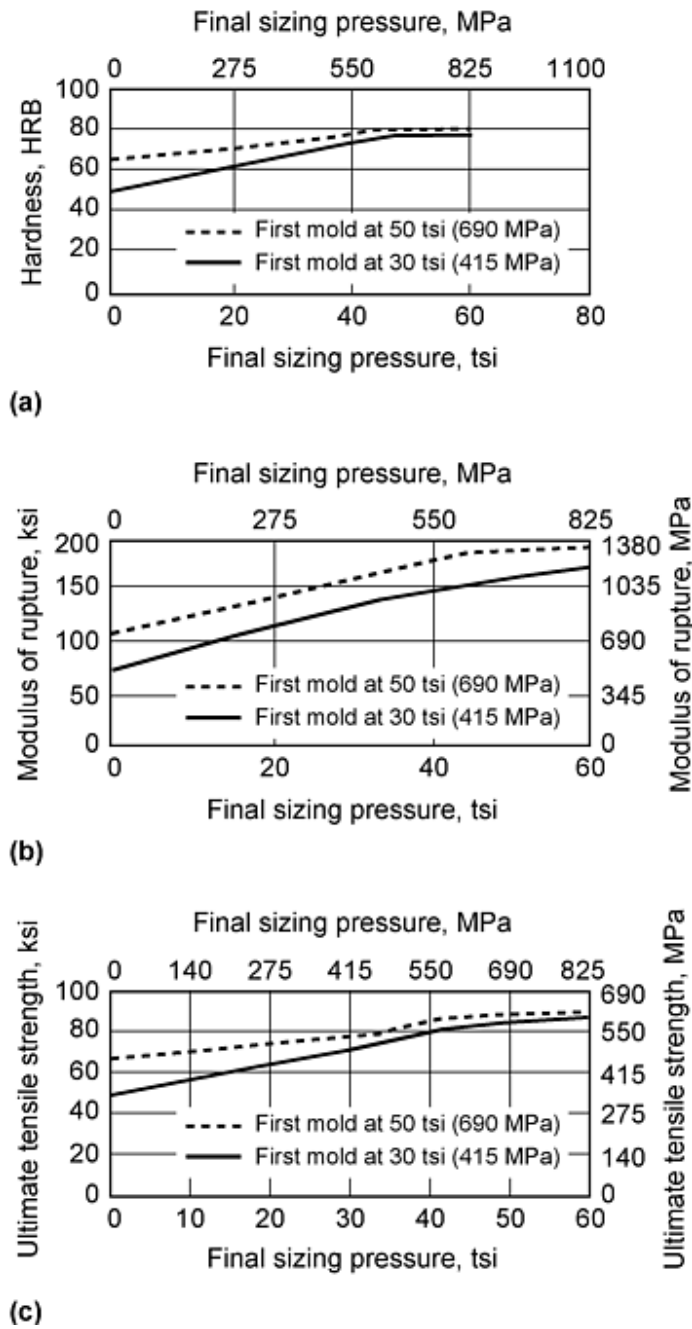 Final sizing pressure, MPa
0 275 550 825 1100
Hardness, HRB
100
80
60
40
20
0
First mold at 50 tsi (690 MPa)
First mold at 30 tsi (415 MPa)
0 20 40 60 80
Final sizing pressure, tsi
(a)
Final sizing pressure, MPa
0 275 550 825
Modulus of rupture, ksi
200
150
100
50
0
First mold at 50 tsi (690 MPa)
First mold at 30 tsi (415 MPa)
1380
1035
690
345
0
Modulus of rupture, MPa
0 20 40 60
Final sizing pressure, tsi
(b)
Final sizing pressure, MPa
0 140 275 415 550 690 825
Ultimate tensile strength, ksi
100
80
60
40
20
0
First mold at 50 tsi (690 MPa)
First mold at 30 tsi (415 MPa)
690
550
415
275
140
0
Ultimate tensile strength, MPa
0 10 20 30 40 50 60
Final sizing pressure, tsi
(c)